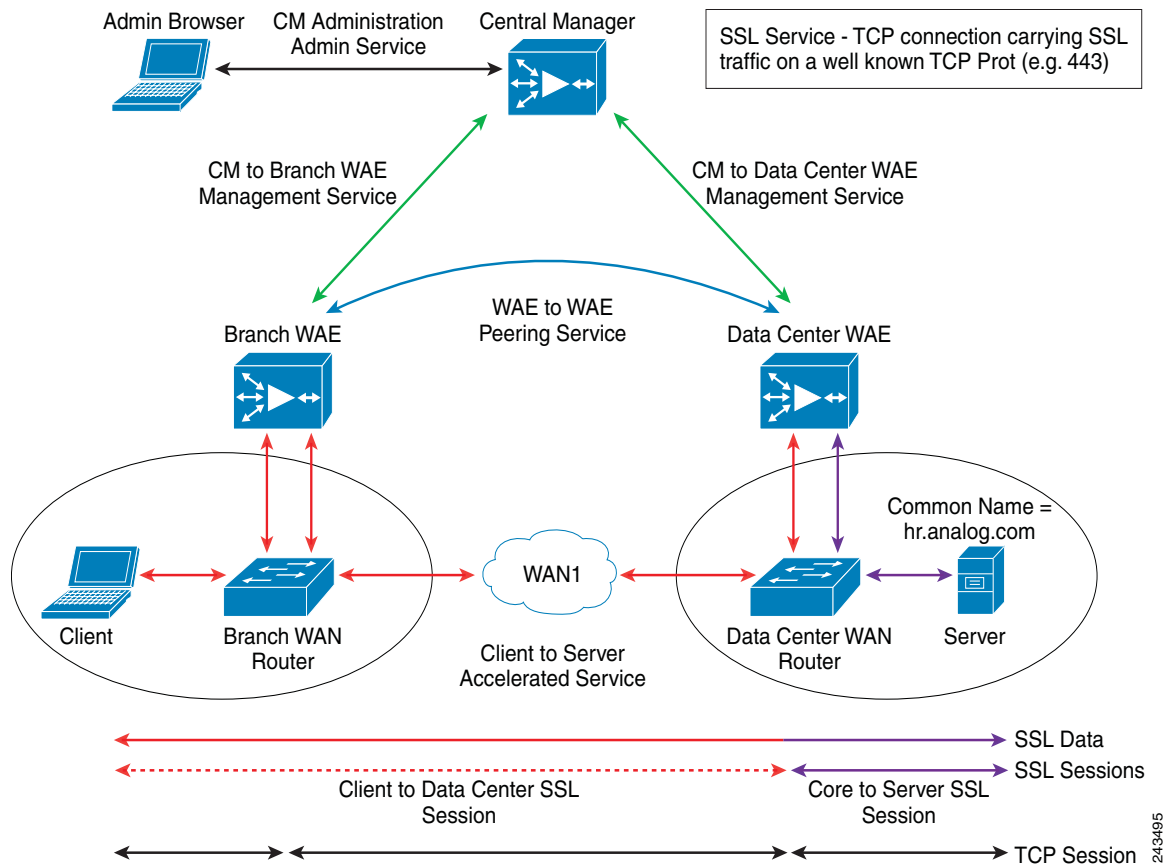 Admin Browser
CM Administration
Admin Service
Central Manager
SSL Service - TCP connection carrying SSL
traffic on a well known TCP Prot (e.g. 443)
CM to Branch WAE
Management Service
CM to Data Center WAE
Management Service
WAE to WAE
Peering Service
Branch WAE
Data Center WAE
Common Name =
hr.analog.com
WAN1
Client
Branch WAN
Router
Client to Server
Accelerated Service
Data Center WAN
Router
Server
SSL Data
SSL Sessions
Client to Data Center SSL
Session
Core to Server SSL
Session
TCP Session
243495